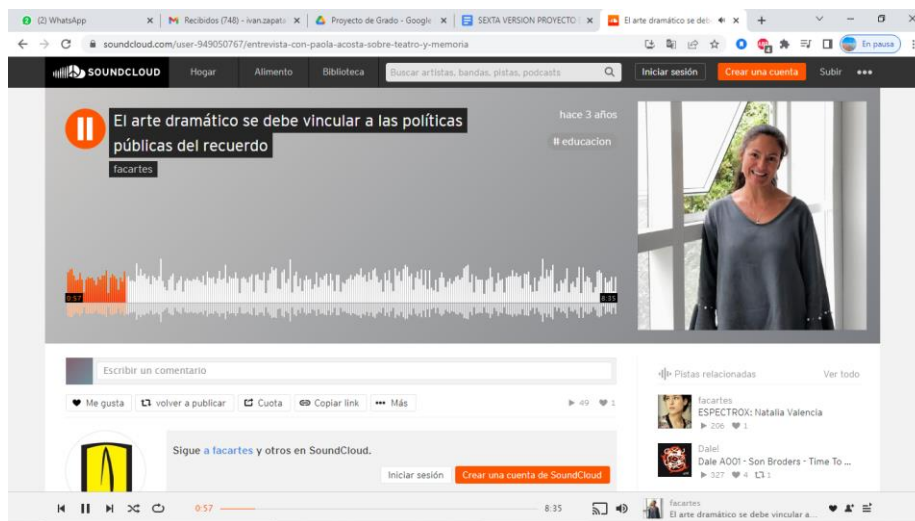 (2) WhatsApp
Recibidos (748) - ivan.zapata
Proyecto de Grado - Google
SEXTA VERSION PROYECTO
El arte dramático se deb
soundcloud.com/user-949050767/entrevista-con-paola-acosta-sobre-teatro-y-memoria
En pausa
SOUNDCLOUD
Hogar
Alimento
Biblioteca
Buscar artistas, bandas, pistas, podcasts
Iniciar sesión
Crear una cuenta
Subir
El arte dramático se debe vincular a las políticas
públicas del recuerdo
facartes
hace 3 años
# educacion
0:57
8:35
Escribir un comentario
Me gusta
volver a publicar
Cuota
Copiar link
Más
49
1
Sigue a facartes y otros en SoundCloud.
Iniciar sesión
Crear una cuenta de SoundCloud
Pistas relacionadas
Ver todo
facartes
ESPECTROX: Natalia Valencia
206
1
Dalel
Dale A001 - Son Broders - Time To ...
327
4
1
0:57
8:35
facartes
El arte dramático se debe vincular a...